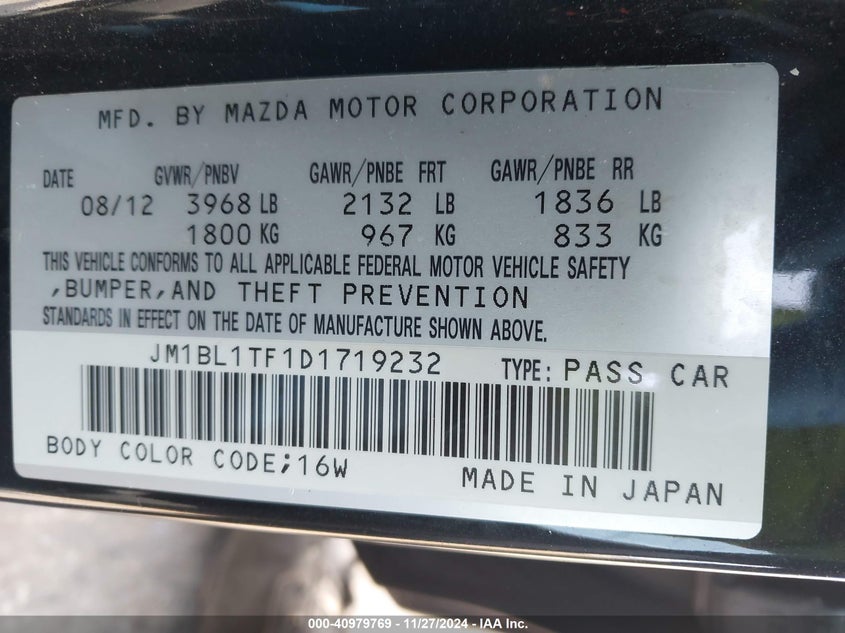 MFD. BY MAZDA MOTOR CORPORATION
DATE GVWR/PNBV GAWR/PNBE FRT GAWR/PNBE RR
08/12 3968 LB 2132 LB 1836 LB
1800 KG 967 KG 833 KG
THIS VEHICLE CONFORMS TO ALL APPLICABLE FEDERAL MOTOR VEHICLE SAFETY
,BUMPER,AND THEFT PREVENTION
STANDARDS IN EFFECT ON THE DATE OF MANUFACTURE SHOWN ABOVE.
JM1BL1TF1D1719232 TYPE: PASS CAR
BODY COLOR CODE;16W MADE IN JAPAN
000-40979769 - 11/27/2024 - IAA Inc.